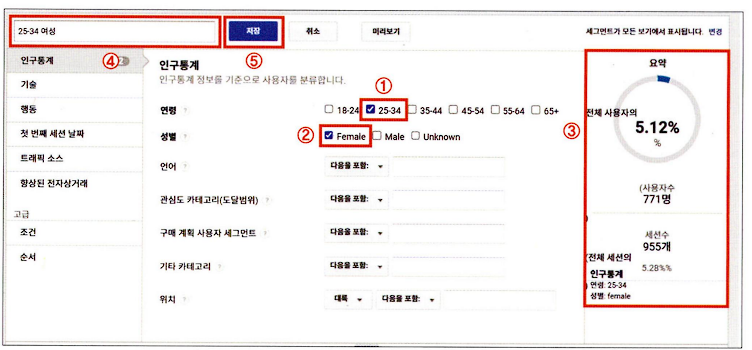 25-34 여성
저장
취소
미리보기
세그먼트가 모든 보기에서 표시됩니다. 변경
④
⑤
인구통계 2
기술
행동
첫 번째 세션 날짜
트래픽 소스
향상된 전자상거래
고급
조건
순서
인구통계
인구통계 정보를 기준으로 사용자를 분류합니다.
①
연령 ? 18-24 25-34 35-44 45-54 55-64 65+
성별 ? ② Female Male Unknown
언어 ? 다음을 포함:
관심도 카테고리(도달범위) ? 다음을 포함:
구매 계획 사용자 세그먼트 ? 다음을 포함:
기타 카테고리 ? 다음을 포함:
위치 ? 대륙 다음을 포함:
③
요약
전체 사용자의
5.12%
%
(사용자수
771명
세션수
955개
(전체 세션의
5.28%%
인구통계
연령: 25-34
성별: female